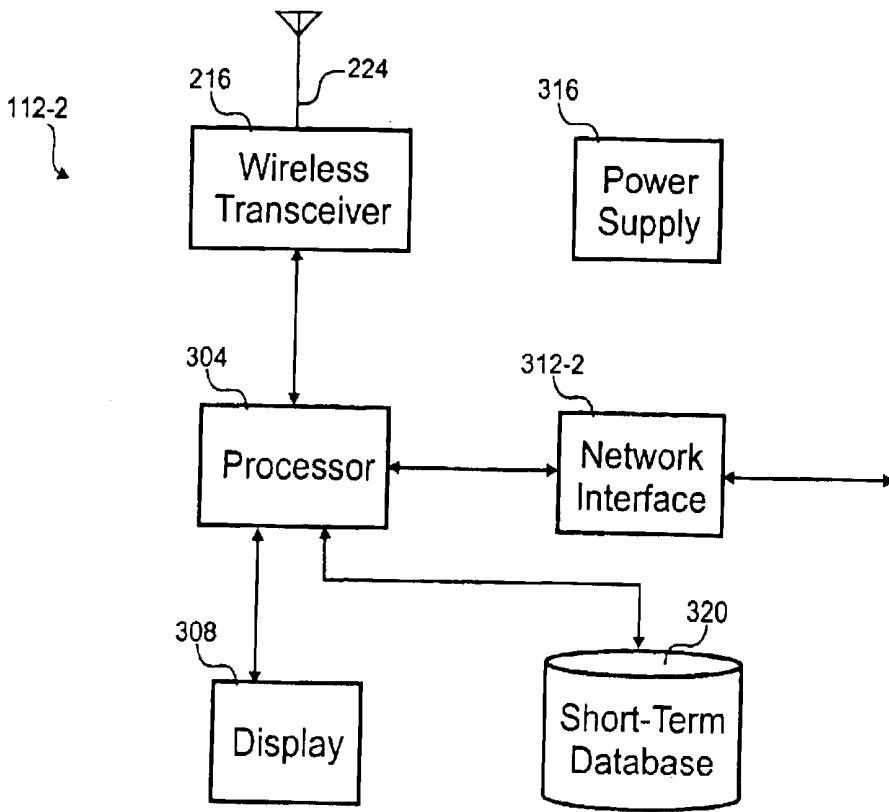 224
216
316
112-2
Wireless
Transceiver
Power
Supply
304
312-2
Processor
Network
Interface
308
320
Display
Short-Term
Database